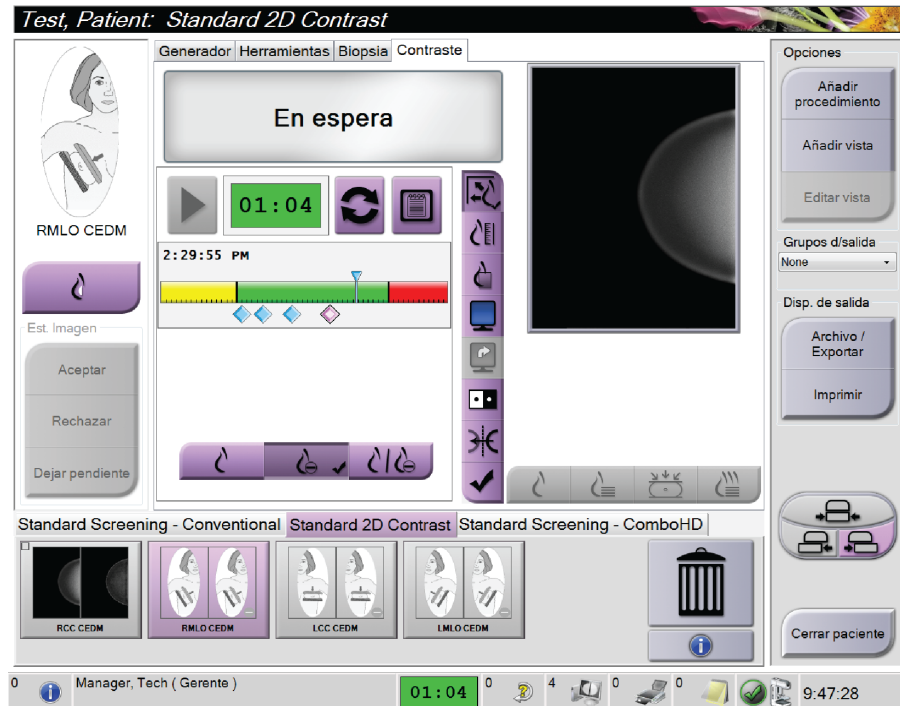 Test, Patient: Standard 2D Contrast
Generador
Herramientas
Biopsia
Contraste
En espera
01:04
2:29:55 PM
RMLO CEDM
Est. Imagen
Aceptar
Rechazar
Dejar pendiente
Opciones
Añadir
procedimiento
Añadir vista
Editar vista
Grupos d/salida
None
Disp. de salida
Archivo /
Exportar
Imprimir
Cerrar paciente
Standard Screening - Conventional
Standard 2D Contrast
Standard Screening - ComboHD
RCC CEDM
RMLO CEDM
LCC CEDM
LMLO CEDM
0
Manager, Tech ( Gerente )
01:04
0
4
0
0
9:47:28